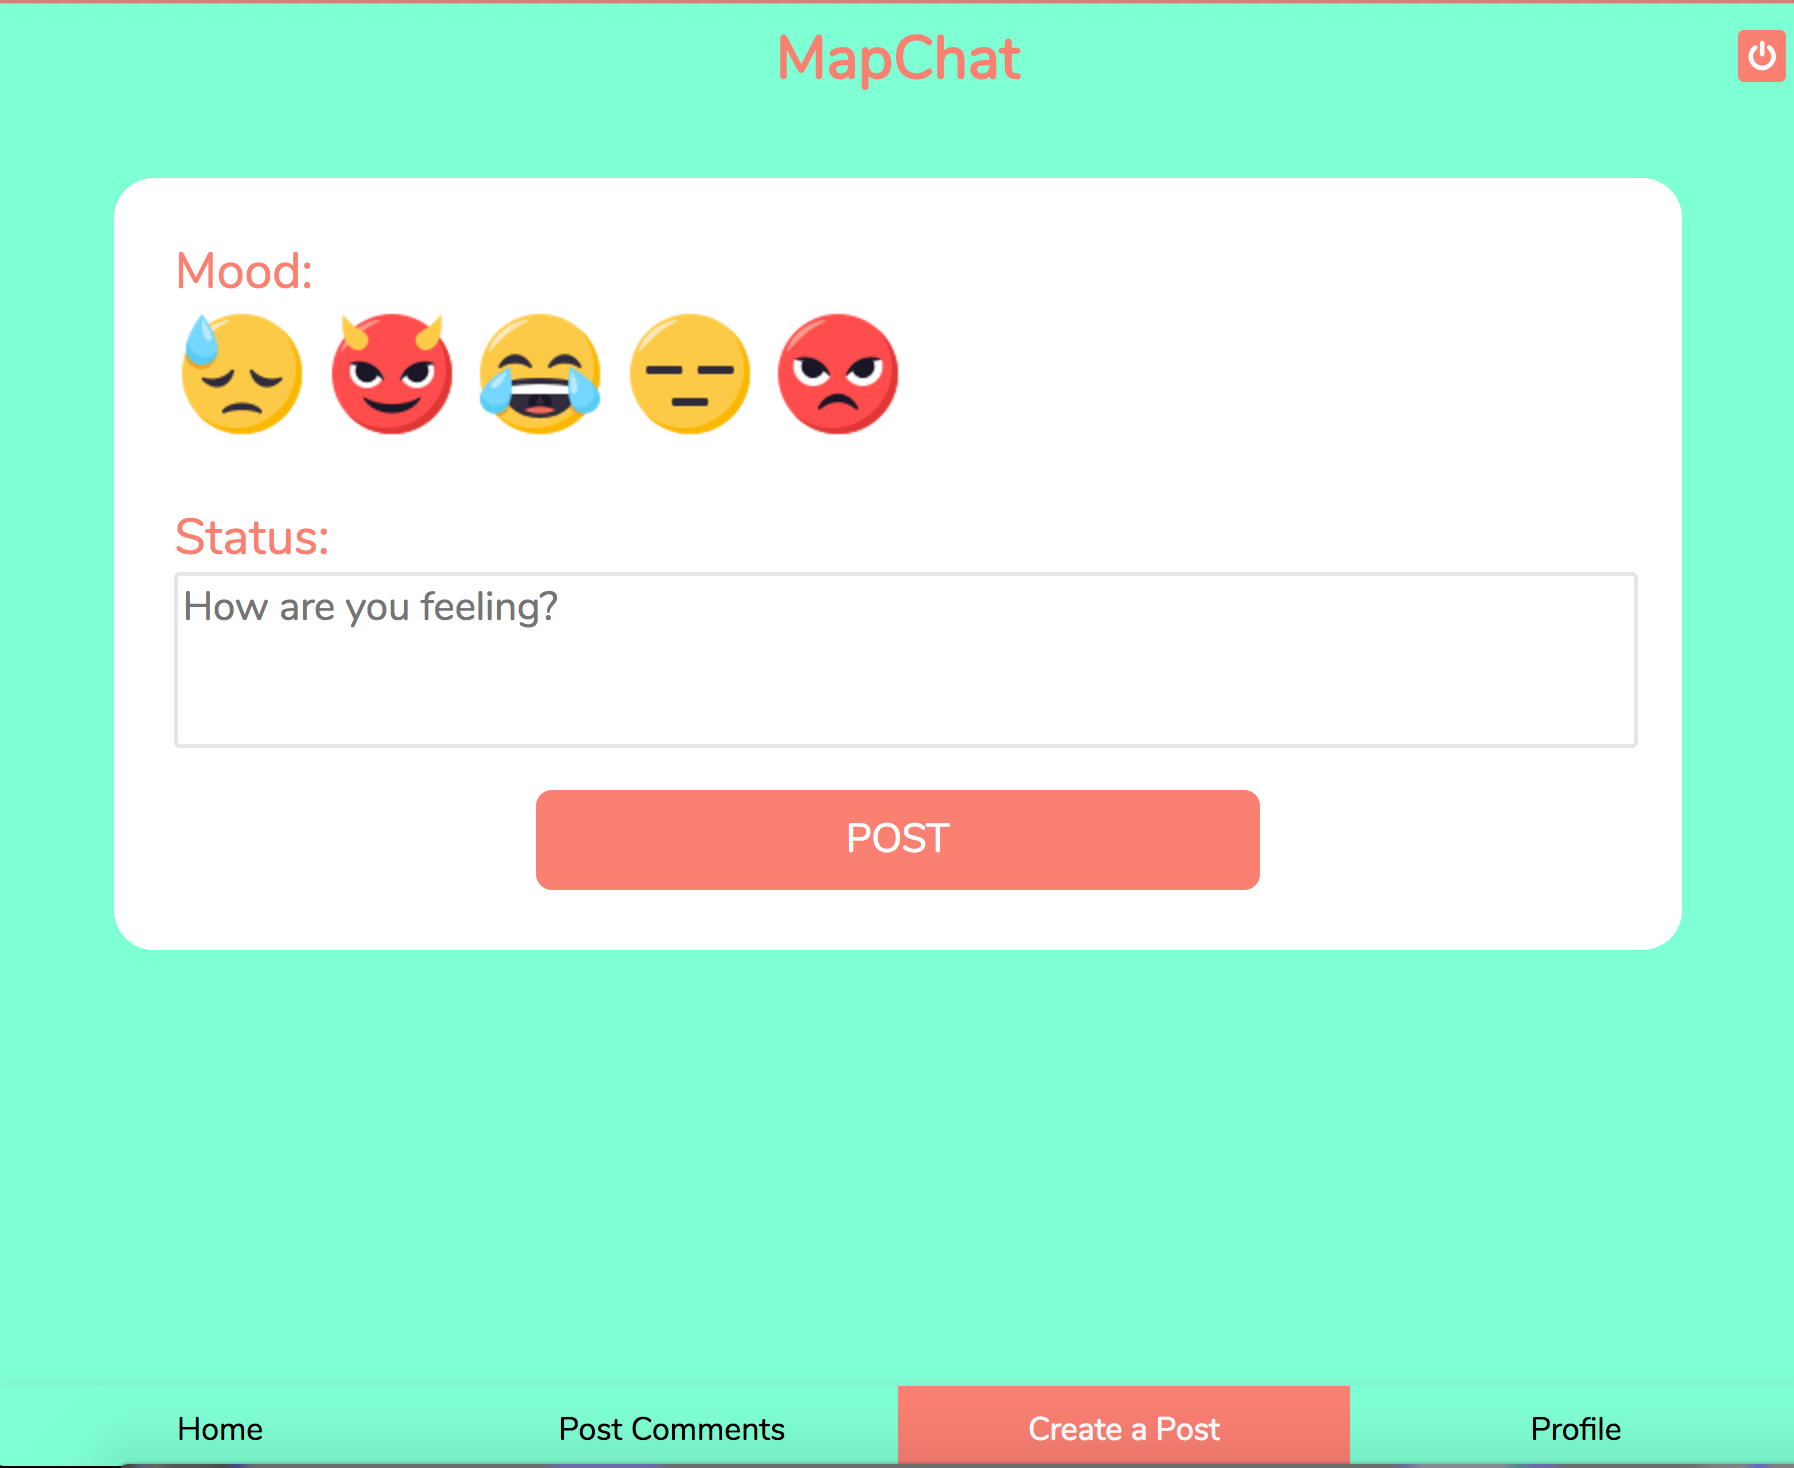 MapChat
Mood:
Status:
How are you feeling?
POST
Home
Post Comments
Create a Post
Profile